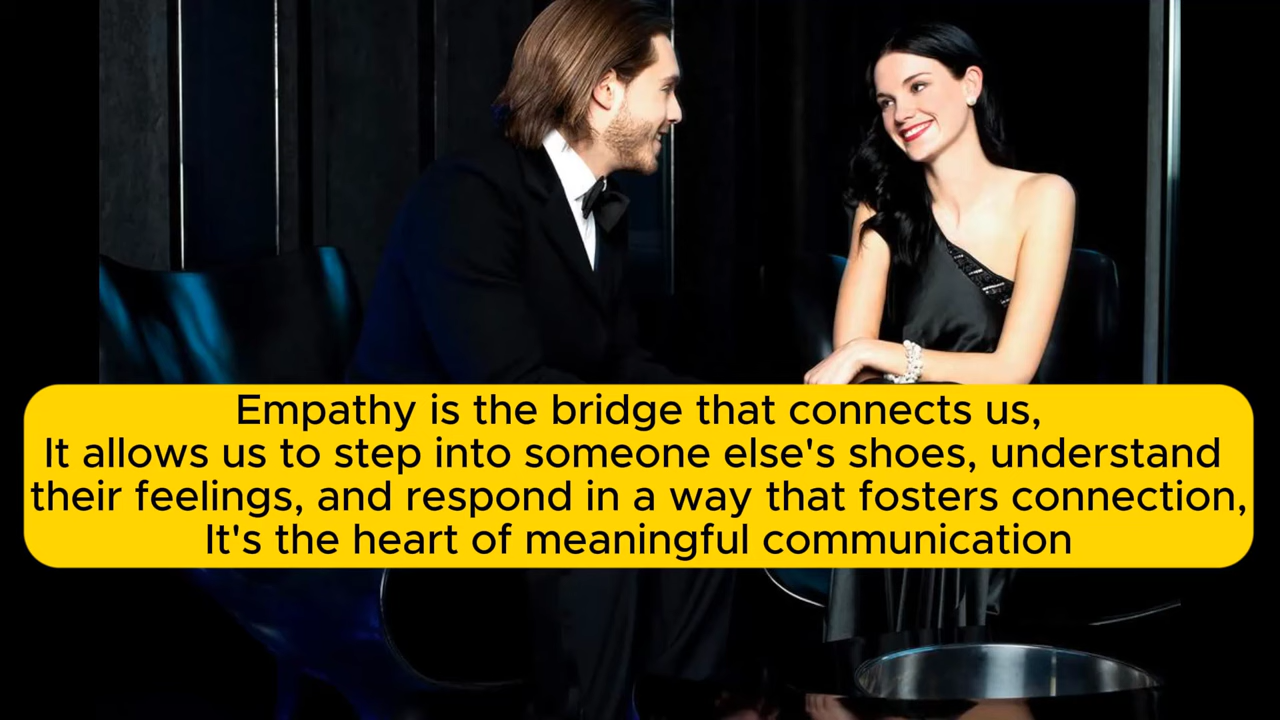 Empathy is the bridge that connects us,
It allows us to step into someone else's shoes, understand
their feelings, and respond in a way that fosters connection,
It's the heart of meaningful communication